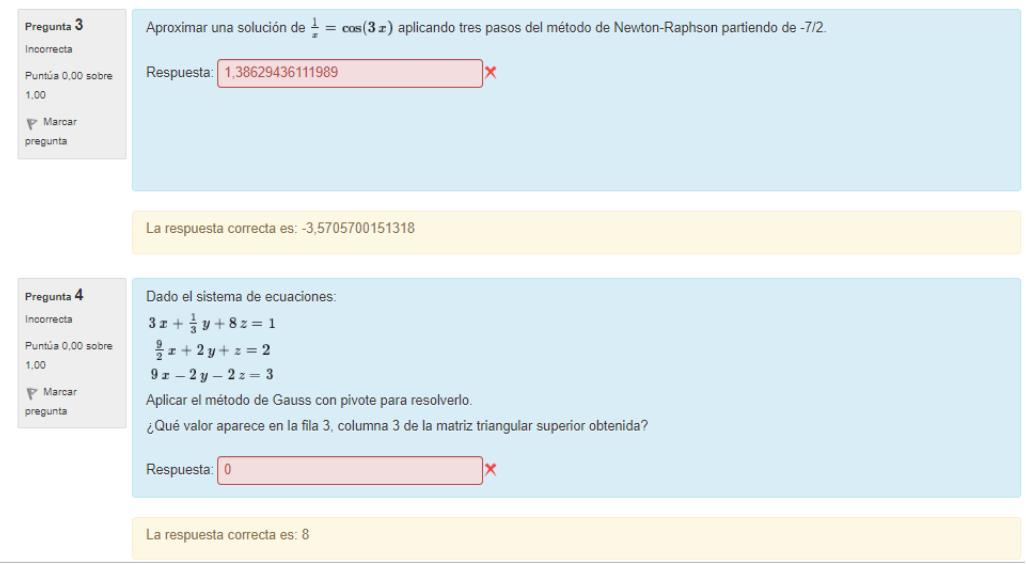 Pregunta 3
Incorrecta
Puntúa 0,00 sobre
1,00
Marcar
pregunta
Aproximar una solución de 1/x = cos(3 x) aplicando tres pasos del método de Newton-Raphson partiendo de -7/2.
Respuesta: 1,38629436111989
La respuesta correcta es: -3,5705700151318
Pregunta 4
Incorrecta
Puntúa 0,00 sobre
1,00
Marcar
pregunta
Dado el sistema de ecuaciones:
3 x + 1/3 y + 8 z = 1
9/2 x + 2 y + z = 2
9 x − 2 y − 2 z = 3
Aplicar el método de Gauss con pivote para resolverlo.
¿Qué valor aparece en la fila 3, columna 3 de la matriz triangular superior obtenida?
Respuesta: 0
La respuesta correcta es: 8